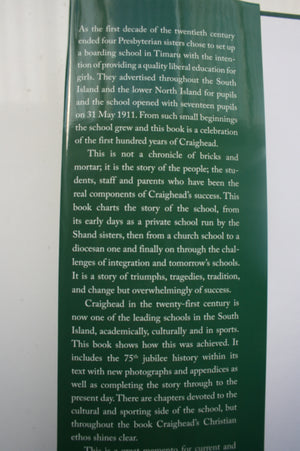 As the first decade of the twentieth century
ended four Presbyterian sisters chose to set up
a boarding school in Timaru with the inten-
tion of providing a quality liberal education for
girls. They advertised throughout the South
Island and the lower North Island for pupils
and the school opened with seventeen pupils
on 31 May 1911. From such small beginnings
the school grew and this book is a celebration
of the first hundred years of Craighead.
This is not a chronicle of bricks and
mortar; it is the story of the people; the stu-
dents, staff and parents who have been the
real components of Craighead's success. This
book charts the story of the school, from
its early days as a private school run by the
Shand sisters, then from a church school to a
diocesan one and finally on through the chal-
lenges of integration and tomorrow's schools.
It is a story of triumphs, tragedies, tradition,
and change but overwhelmingly of success.
Craighead in the twenty-first century is
now one of the leading schools in the South
Island, academically, culturally and in sports.
This book shows how this was achieved. It
includes the 75th jubilee history within its
text with new photographs and appendices as
well as completing the story through to the
present day. There are chapters devoted to the
cultural and sporting side of the school, but
throughout the book Craighead's Christian
ethos shines clear.
This is a great memento for current and